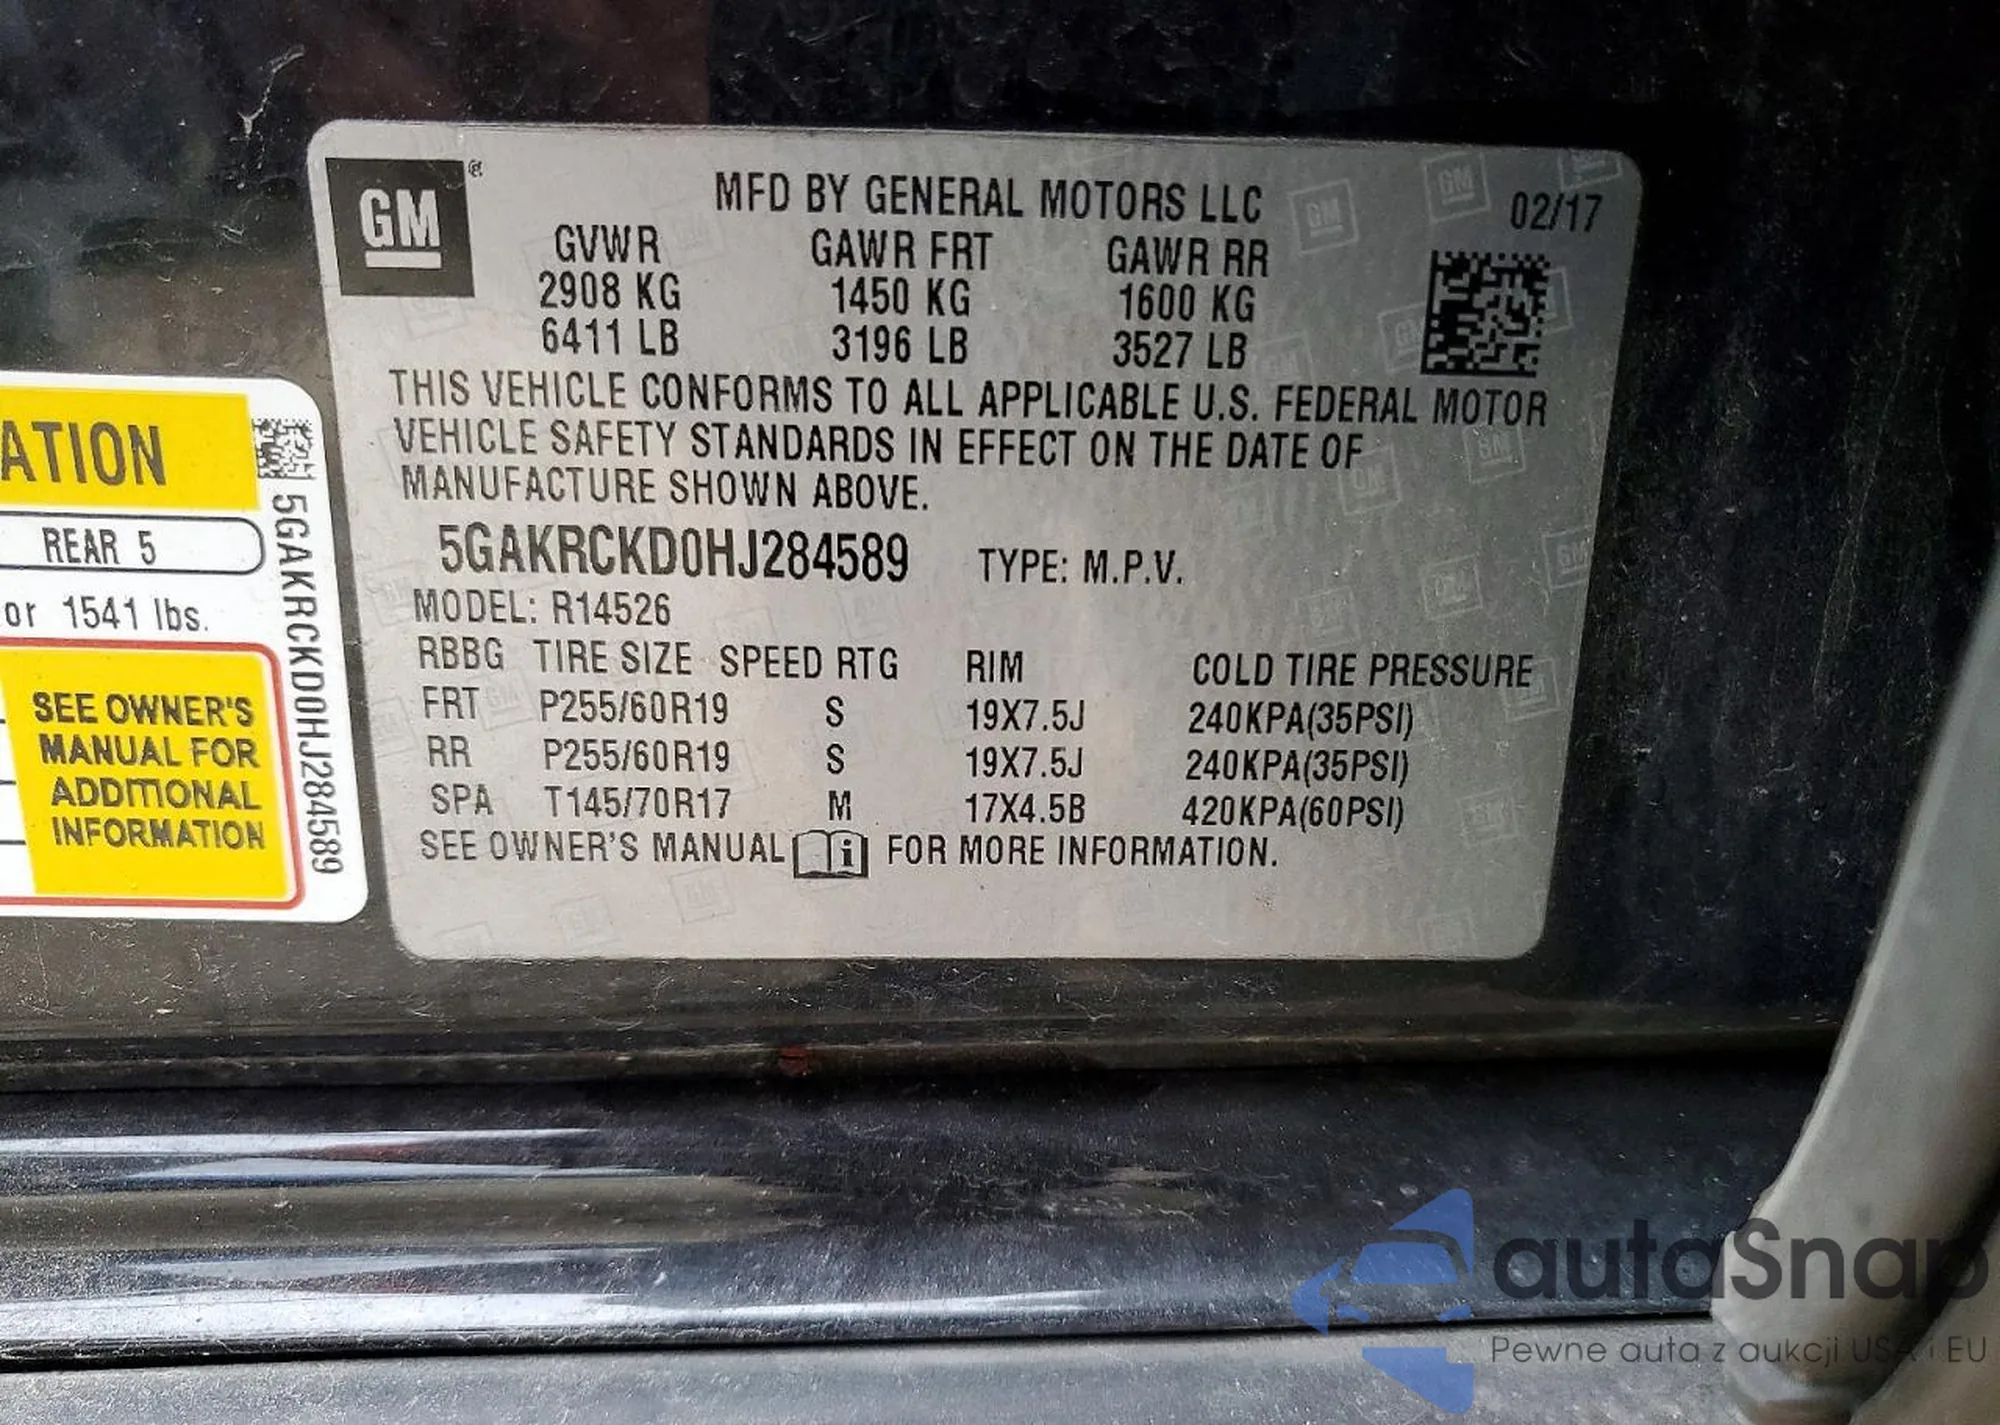 GM®
MFD BY GENERAL MOTORS LLC
02/17
GVWR GAWR FRT GAWR RR
2908 KG 1450 KG 1600 KG
6411 LB 3196 LB 3527 LB
THIS VEHICLE CONFORMS TO ALL APPLICABLE U.S. FEDERAL MOTOR
VEHICLE SAFETY STANDARDS IN EFFECT ON THE DATE OF
MANUFACTURE SHOWN ABOVE.
5GAKRCKD0HJ284589 TYPE: M.P.V.
MODEL: R14526
RBBG TIRE SIZE SPEED RTG RIM COLD TIRE PRESSURE
FRT P255/60R19 S 19X7.5J 240KPA(35PSI)
RR P255/60R19 S 19X7.5J 240KPA(35PSI)
SPA T145/70R17 M 17X4.5B 420KPA(60PSI)
SEE OWNER'S MANUAL i FOR MORE INFORMATION.
ATION
REAR 5
or 1541 lbs.
SEE OWNER'S
MANUAL FOR
ADDITIONAL
INFORMATION
5GAKRCKD0HJ284589
autaSnap
Pewne auta z aukcji USA i EU